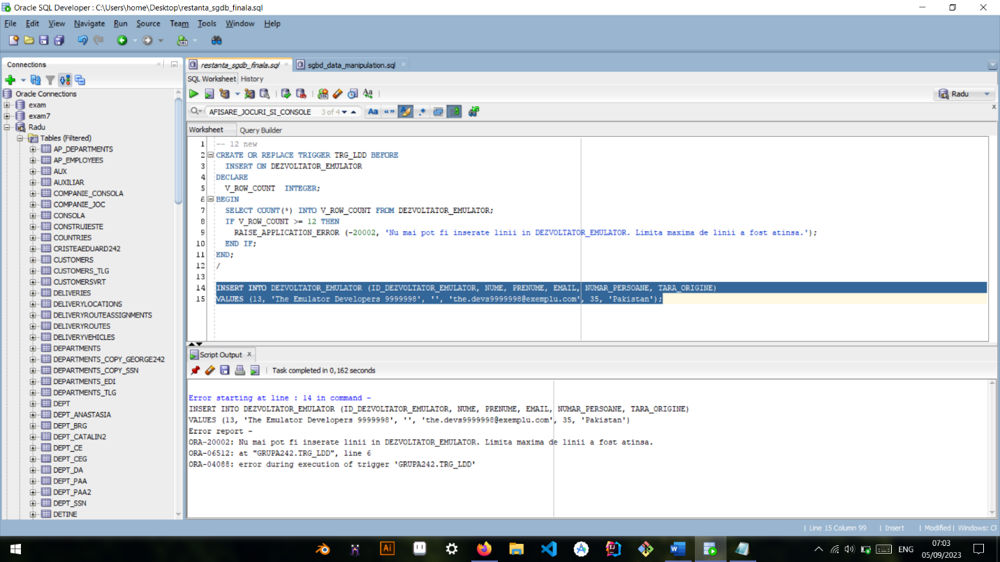 Oracle SQL Developer : C:\Users\home\Desktop\restanta_sgdb_finala.sql
File Edit View Navigate Run Source Team Tools Window Help
Connections
Oracle Connections
exam
exam7
Radu
Tables (Filtered)
AP_DEPARTMENTS
AP_EMPLOYEES
AUX
AUXILIAR
COMPANIE_CONSOLA
COMPANIE_JOC
CONSOLA
CONSTRUIESTE
COUNTRIES
CRISTEAEDUARD242
CUSTOMERS
CUSTOMERS_TLG
CUSTOMERSVRT
DELIVERIES
DELIVERYLOCATIONS
DELIVERYROUTEASSIGNMENTS
DELIVERYROUTES
DELIVERYVEHICLES
DEPARTMENTS
DEPARTMENTS_COPY_GEORGE242
DEPARTMENTS_COPY_SSN
DEPARTMENTS_EDI
DEPARTMENTS_TLG
DEPT
DEPT_ANASTASIA
DEPT_BRG
DEPT_CATALIN2
DEPT_CE
DEPT_CEG
DEPT_DA
DEPT_PAA
DEPT_PAA2
DEPT_SSN
DETINE
restanta_sgdb_finala.sql sgbd_data_manipulation.sql
SQL Worksheet History
Radu
AFISARE_JOCURI_SI_CONSOLE 3 of 4 Aa
Worksheet Query Builder
1 -- 12 new
2 CREATE OR REPLACE TRIGGER TRG_LDD BEFORE
3 INSERT ON DEZVOLTATOR_EMULATOR
4 DECLARE
5 V_ROW_COUNT INTEGER;
6 BEGIN
7 SELECT COUNT(*) INTO V_ROW_COUNT FROM DEZVOLTATOR_EMULATOR;
8 IF V_ROW_COUNT >= 12 THEN
9 RAISE_APPLICATION_ERROR (-20002, 'Nu mai pot fi inserate linii in DEZVOLTATOR_EMULATOR. Limita maxima de linii a fost atinsa.');
10 END IF;
11 END;
12 /
13
14 INSERT INTO DEZVOLTATOR_EMULATOR (ID_DEZVOLTATOR_EMULATOR, NUME, PRENUME, EMAIL, NUMAR_PERSOANE, TARA_ORIGINE)
15 VALUES (13, 'The Emulator Developers 9999998', '', 'the.devs9999998@exemplu.com', 35, 'Pakistan');
Script Output
Task completed in 0,162 seconds
Error starting at line : 14 in command -
INSERT INTO DEZVOLTATOR_EMULATOR (ID_DEZVOLTATOR_EMULATOR, NUME, PRENUME, EMAIL, NUMAR_PERSOANE, TARA_ORIGINE)
VALUES (13, 'The Emulator Developers 9999998', '', 'the.devs9999998@exemplu.com', 35, 'Pakistan')
Error report -
ORA-20002: Nu mai pot fi inserate linii in DEZVOLTATOR_EMULATOR. Limita maxima de linii a fost atinsa.
ORA-06512: at "GRUPA242.TRG_LDD", line 6
ORA-04088: error during execution of trigger 'GRUPA242.TRG_LDD'
Line 15 Column 99 Insert Modified Windows:
Ai W ENG
07:03
05/09/2023